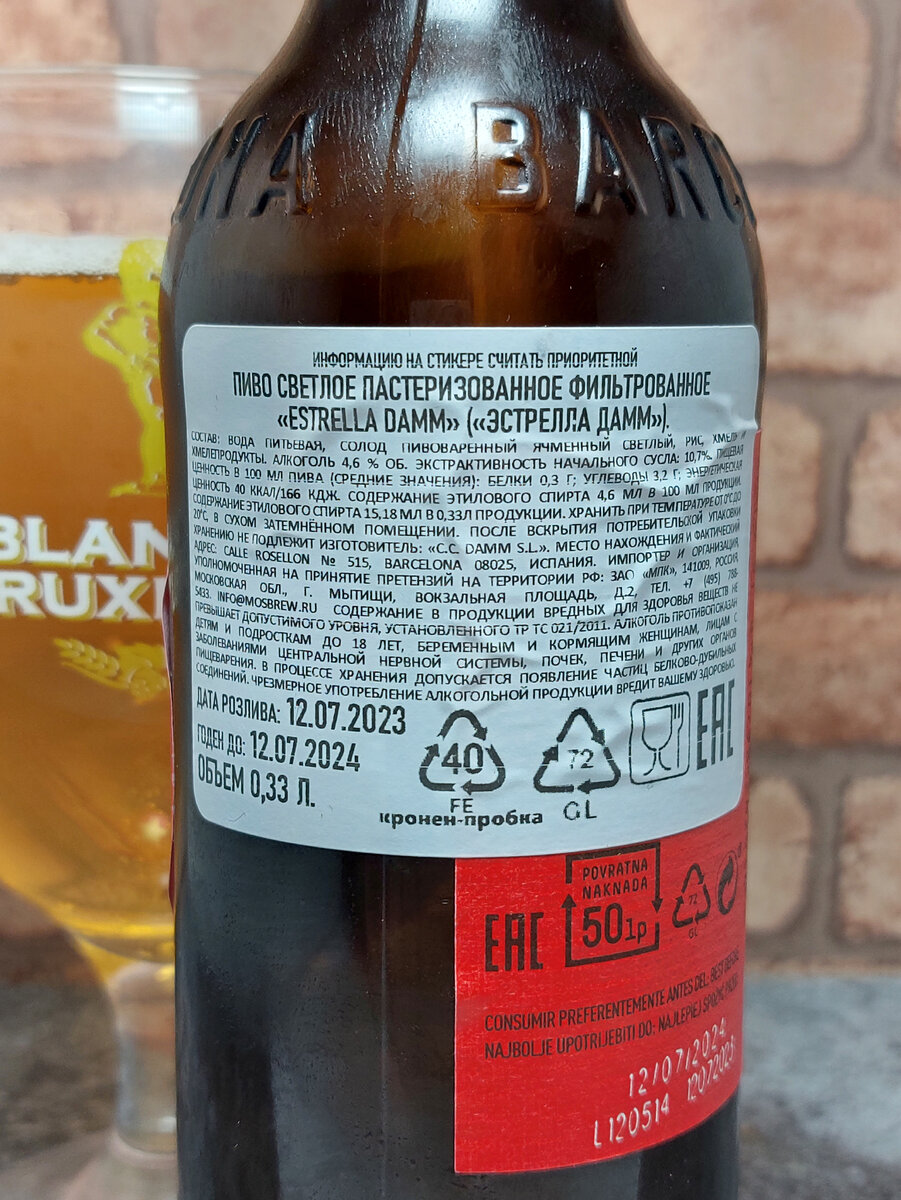 BARC
BLAN
RUX
ИНФОРМАЦИЮ НА СТИКЕРЕ СЧИТАТЬ ПРИОРИТЕТНОЙ
ПИВО СВЕТЛОЕ ПАСТЕРИЗОВАННОЕ ФИЛЬТРОВАННОЕ
«ESTRELLA DAMM» («ЭСТРЕЛЛА ДАММ»).
СОСТАВ: ВОДА ПИТЬЕВАЯ, СОЛОД ПИВОВАРЕННЫЙ ЯЧМЕННЫЙ СВЕТЛЫЙ, РИС, ХМЕЛЬ И
ХМЕЛЕПРОДУКТЫ. АЛКОГОЛЬ 4,6 % ОБ. ЭКСТРАКТИВНОСТЬ НАЧАЛЬНОГО СУСЛА: 10,7%. ПИЩЕВАЯ
ЦЕННОСТЬ В 100 МЛ ПИВА (СРЕДНИЕ ЗНАЧЕНИЯ): БЕЛКИ 0,3 Г; УГЛЕВОДЫ 3,2 Г; ЭНЕРГЕТИЧЕСКАЯ
ЦЕННОСТЬ 40 ККАЛ/166 КДЖ. СОДЕРЖАНИЕ ЭТИЛОВОГО СПИРТА 4,6 МЛ В 100 МЛ ПРОДУКЦИИ.
СОДЕРЖАНИЕ ЭТИЛОВОГО СПИРТА 15,18 МЛ В 0,33Л ПРОДУКЦИИ. ХРАНИТЬ ПРИ ТЕМПЕРАТУРЕ ОТ 0°С ДО
20°С, В СУХОМ ЗАТЕМНЁННОМ ПОМЕЩЕНИИ. ПОСЛЕ ВСКРЫТИЯ ПОТРЕБИТЕЛЬСКОЙ УПАКОВКИ
ХРАНЕНИЮ НЕ ПОДЛЕЖИТ ИЗГОТОВИТЕЛЬ: «C.C. DAMM S.L.». МЕСТО НАХОЖДЕНИЯ И ФАКТИЧЕСКИЙ
АДРЕС: CALLE ROSELLON № 515, BARCELONA 08025, ИСПАНИЯ. ИМПОРТЕР И ОРГАНИЗАЦИЯ,
УПОЛНОМОЧЕННАЯ НА ПРИНЯТИЕ ПРЕТЕНЗИЙ НА ТЕРРИТОРИИ РФ: ЗАО «МПК», 141009, РОССИЯ,
МОСКОВСКАЯ ОБЛ., Г. МЫТИЩИ, ВОКЗАЛЬНАЯ ПЛОЩАДЬ, Д.2, ТЕЛ. +7 (495) 786-
5433. INFO@MOSBREW.RU СОДЕРЖАНИЕ В ПРОДУКЦИИ ВРЕДНЫХ ДЛЯ ЗДОРОВЬЯ ВЕЩЕСТВ НЕ
ПРЕВЫШАЕТ ДОПУСТИМОГО УРОВНЯ, УСТАНОВЛЕННОГО ТР ТС 021/2011. АЛКОГОЛЬ ПРОТИВОПОКАЗАН
ДЕТЯМ И ПОДРОСТКАМ ДО 18 ЛЕТ, БЕРЕМЕННЫМ И КОРМЯЩИМ ЖЕНЩИНАМ, ЛИЦАМ С
ЗАБОЛЕВАНИЯМИ ЦЕНТРАЛЬНОЙ НЕРВНОЙ СИСТЕМЫ, ПОЧЕК, ПЕЧЕНИ И ДРУГИХ ОРГАНОВ
ПИЩЕВАРЕНИЯ. В ПРОЦЕССЕ ХРАНЕНИЯ ДОПУСКАЕТСЯ ПОЯВЛЕНИЕ ЧАСТИЦ БЕЛКОВО-ДУБИЛЬНЫХ
СОЕДИНЕНИЙ. ЧРЕЗМЕРНОЕ УПОТРЕБЛЕНИЕ АЛКОГОЛЬНОЙ ПРОДУКЦИИ ВРЕДИТ ВАШЕМУ ЗДОРОВЬЮ.
ДАТА РОЗЛИВА: 12.07.2023
ГОДЕН ДО: 12.07.2024
ОБЪЕМ 0,33 Л.
40
FE
кронен-пробка
72
GL
EAC
POVRATNA
NAKNADA
50lp
EAC
72
GL
CONSUMIR PREFERENTEMENTE ANTES DEL: BEST BEFORE
NAJBOLJE UPOTRIJEBITI DO: NAJLEPIEJ SPOŻYĆ
12/07/2024
L120514 12072023